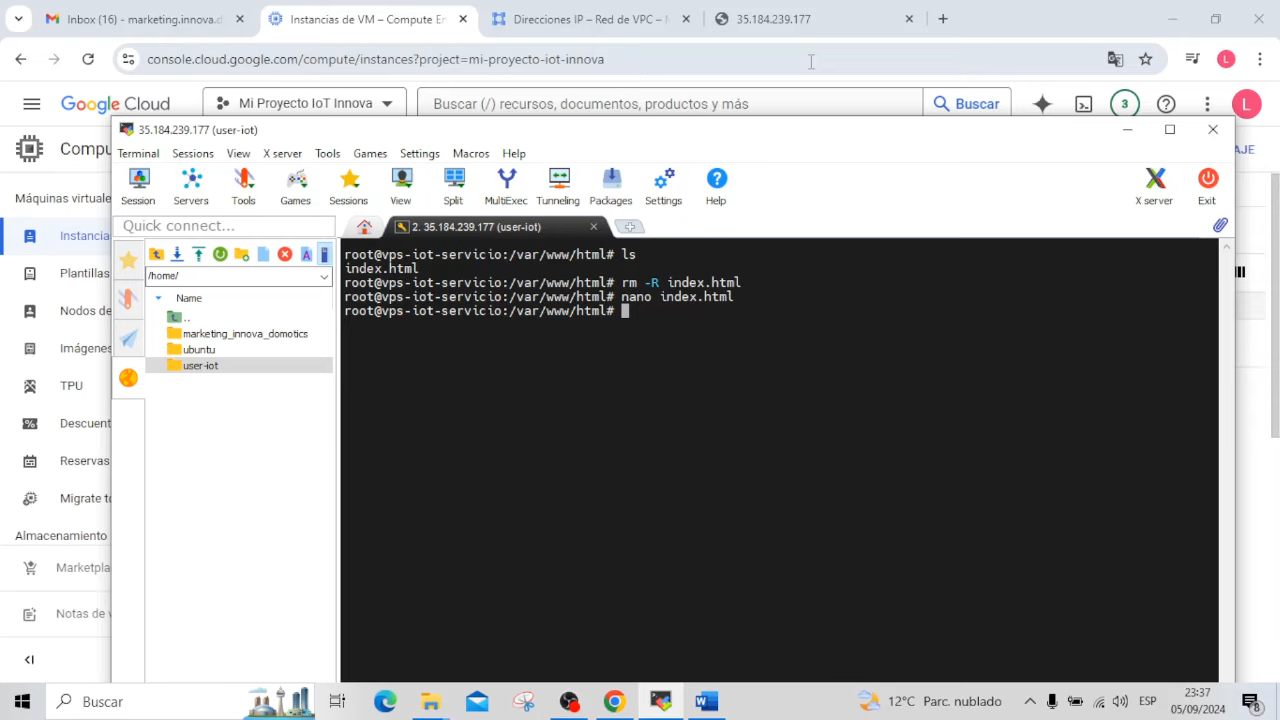 Inbox (16) – marketing.innova.d
Instancias de VM – Compute En
Direcciones IP – Red de VPC –
35.184.239.177
console.cloud.google.com/compute/instances?project=mi-proyecto-iot-innova
L
Google Cloud
Mi Proyecto IoT Innova
Buscar (/) recursos, documentos, productos y más
Buscar
3
L
Compu
AJE
35.184.239.177 (user-iot)
Terminal Sessions View X server Tools Games Settings Macros Help
Session Servers Tools Games Sessions View Split MultiExec Tunneling Packages Settings Help X server Exit
Quick connect...
2. 35.184.239.177 (user-iot)
/home/
Name
..
marketing_innova_domotics
ubuntu
user-iot
root@vps-iot-servicio:/var/www/html# ls
index.html
root@vps-iot-servicio:/var/www/html# rm -R index.html
root@vps-iot-servicio:/var/www/html# nano index.html
root@vps-iot-servicio:/var/www/html#
Máquinas virtuale
Instancia
Plantillas
Nodos de
Imágenes
TPU
Descuent
Reservas
Migrate to
Almacenamiento
Marketpla
Notas de v
Buscar
12°C Parc. nublado
ESP
23:37
05/09/2024
8